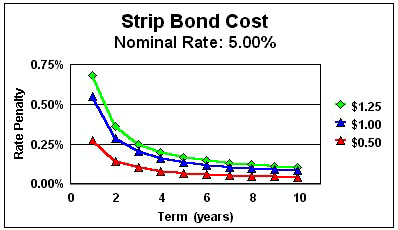 Strip Bond Cost
Nominal Rate: 5.00%
0.75%
0.50%
0.25%
0.00%
Rate Penalty
0 2 4 6 8 10
Term (years)
$1.25
$1.00
$0.50